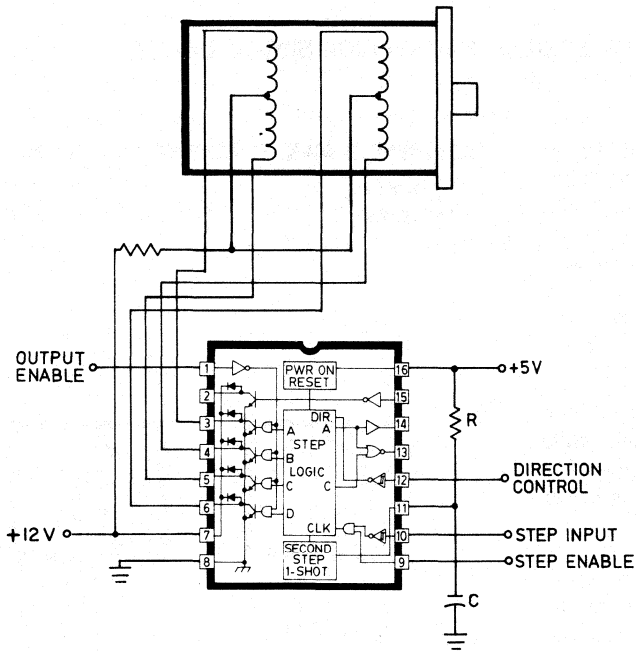 OUTPUT
ENABLE
+12V
1
2
3
4
5
6
7
8
PWR ON
RESET
DIR.
A
A
STEP
B
LOGIC
C
C
D
CLK
SECOND
STEP
1-SHOT
16
15
14
13
12
11
10
9
+5V
R
DIRECTION
CONTROL
STEP INPUT
STEP ENABLE
C